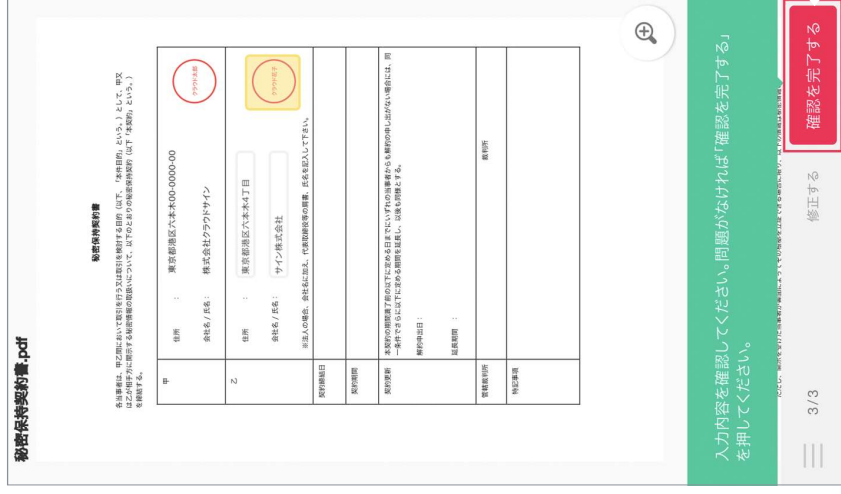 秘密保持契約書.pdf
秘密保持契約書
各当事者は、甲乙間において取引を行う又は取引を検討する目的（以下、「本件目的」という。）として、甲又
は乙が相手方に開示する秘密情報の取扱いについて、以下のとおりの秘密保持契約（以下「本契約」という。）
を締結する。
甲
住所 : 東京都港区六本木00-0000-00
会社名 / 氏名 : 株式会社クラウドサイン
クラウド太郎
乙
住所 : 東京都港区六本木4丁目
会社名 / 氏名 : サイン株式会社
クラウド花子
※法人の場合、会社名に加え、代表取締役等の肩書、氏名を記入して下さい。
契約締結日
契約期間
契約更新
本契約の期間満了前の以下に定める日までにいずれの当事者からも解約の申し出がない場合には、同
一条件でさらに以下に定める期間を延長し、以後も同様とする。
解約申出日 :
延長期間 :
管轄裁判所 裁判所
特記事項
入力内容を確認してください。問題がなければ「確認を完了する」
を押してください。
3/3
修正する
確認を完了する